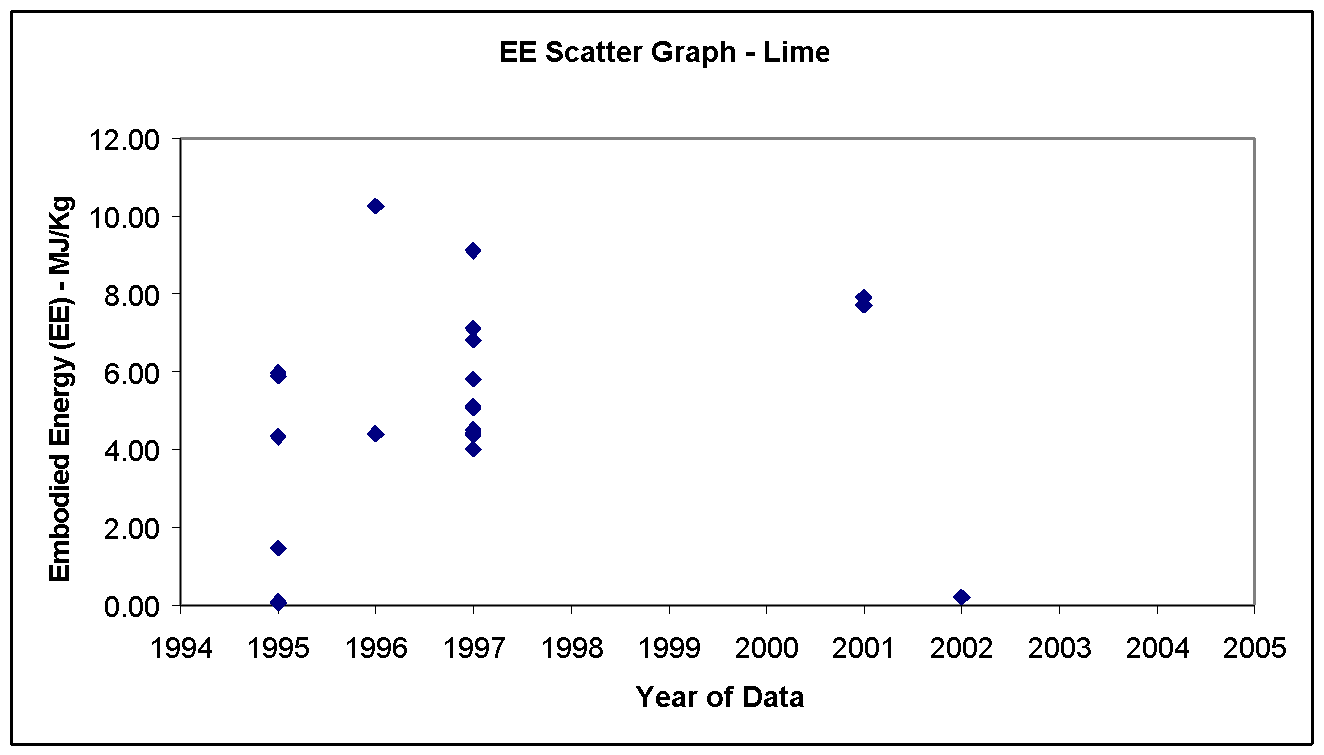 EE Scatter Graph - Lime
Embodied Energy (EE) - MJ/Kg
12.00
10.00
8.00
6.00
4.00
2.00
0.00
1994 1995 1996 1997 1998 1999 2000 2001 2002 2003 2004 2005
Year of Data